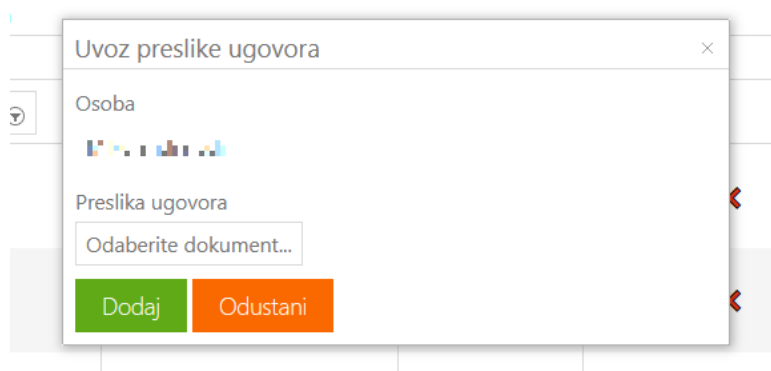 Uvoz preslike ugovora
Osoba
Preslika ugovora
Odaberite dokument...
Dodaj Odustani